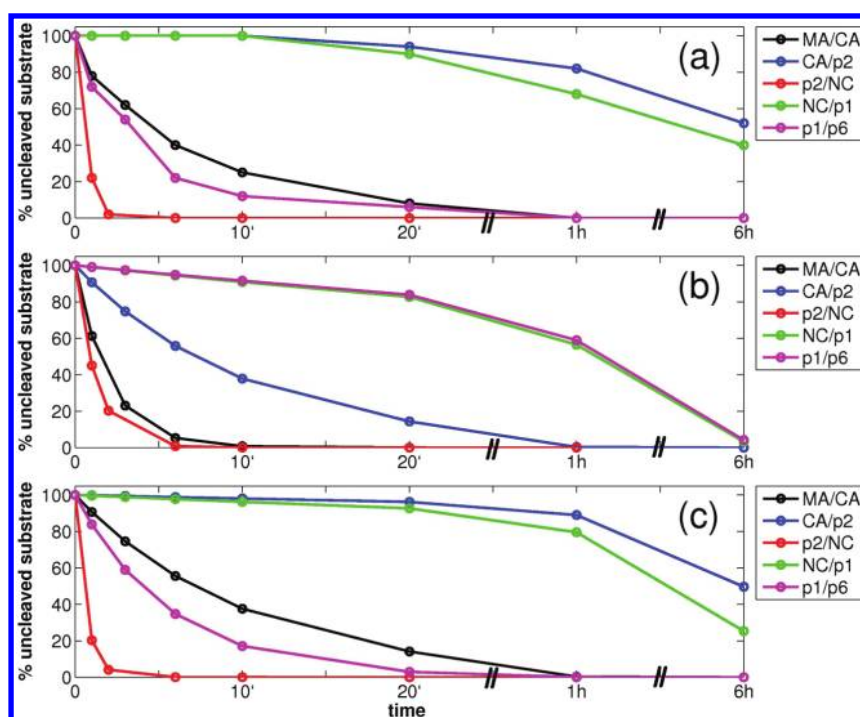 % uncleaved substrate
100
80
60
40
20
0
(a)
0
10'
20'
1h
6h
MA/CA
CA/p2
p2/NC
NC/p1
p1/p6
% uncleaved substrate
100
80
60
40
20
0
(b)
0
10'
20'
1h
6h
MA/CA
CA/p2
p2/NC
NC/p1
p1/p6
% uncleaved substrate
100
80
60
40
20
0
(c)
0
10'
20'
1h
6h
time
MA/CA
CA/p2
p2/NC
NC/p1
p1/p6